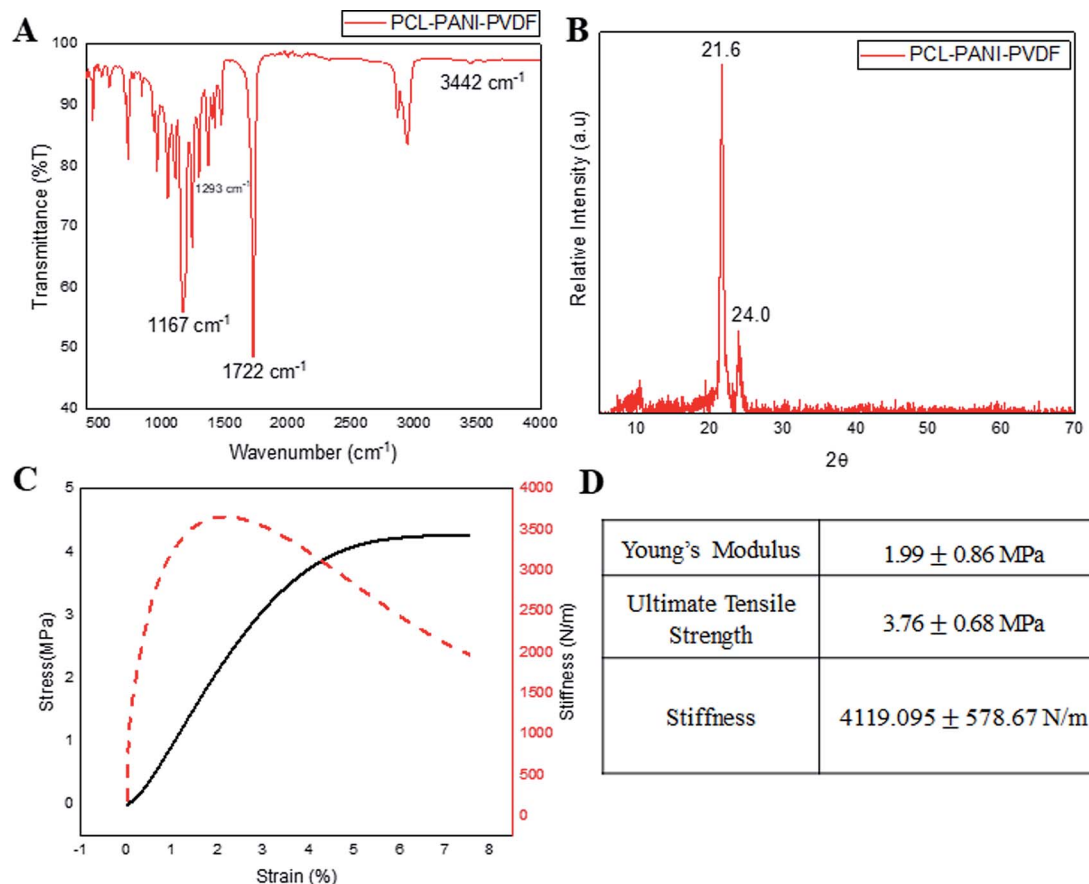 A
PCL-PANI-PVDF
100
90
80
70
60
50
40
Transmittance (%T)
3442 cm⁻¹
1293 cm⁻¹
1167 cm⁻¹
1722 cm⁻¹
500 1000 1500 2000 2500 3000 3500 4000
Wavenumber (cm⁻¹)
B
PCL-PANI-PVDF
21.6
24.0
Relative Intensity (a.u)
10 20 30 40 50 60 70
2θ
C
5
4
3
2
1
0
Stress(MPa)
4000
3500
3000
2500
2000
1500
1000
500
0
Stiffness (N/m)
-1 0 1 2 3 4 5 6 7 8
Strain (%)
D
Young's Modulus 1.99 ± 0.86 MPa
Ultimate Tensile
Strength 3.76 ± 0.68 MPa
Stiffness 4119.095 ± 578.67 N/m